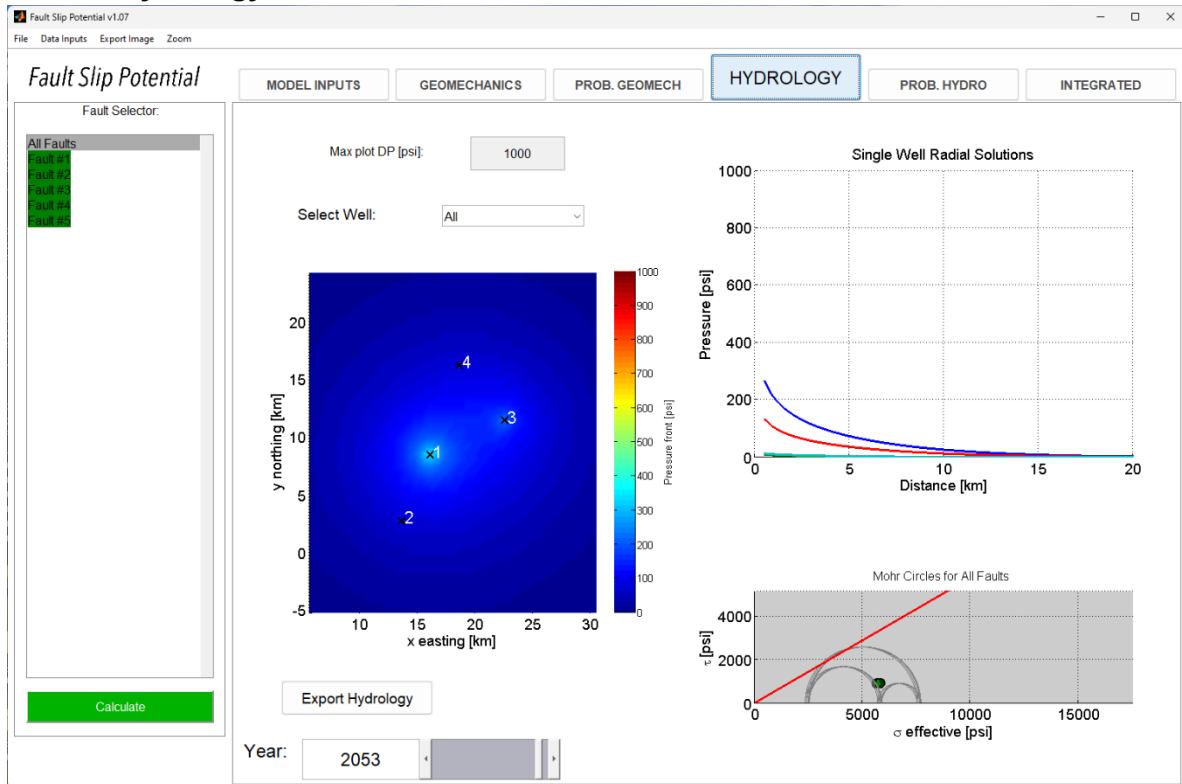 Fault Slip Potential v1.07
File Data Inputs Export Image Zoom
Fault Slip Potential
MODEL INPUTS GEOMECHANICS PROB. GEOMECH HYDROLOGY PROB. HYDRO INTEGRATED
Fault Selector:
All Faults
Fault #1
Fault #2
Fault #3
Fault #4
Fault #5
Calculate
Max plot DP [psi]: 1000
Select Well: All
1000
900
800
700
600
500
400
300
200
100
0
Pressure front [psi]
20
15
10
5
0
-5
y northing [km]
4
3
1
2
10 15 20 25 30
x easting [km]
Export Hydrology
Year: 2053
Single Well Radial Solutions
1000
800
600
400
200
0
Pressure [psi]
0 5 10 15 20
Distance [km]
Mohr Circles for All Faults
4000
2000
0
τ [psi]
0 5000 10000 15000
σ effective [psi]